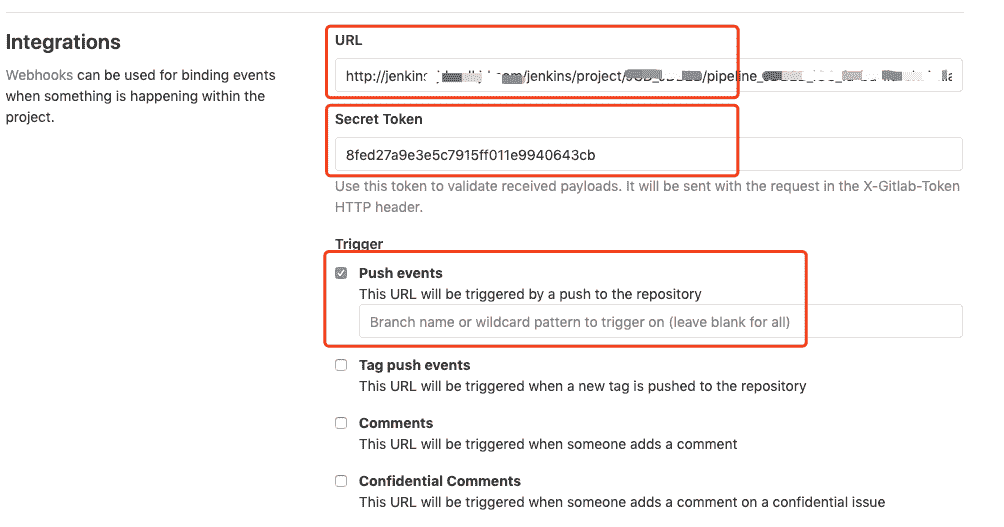 Integrations
Webhooks can be used for binding events
when something is happening within the
project.
URL
http://jenkins /jenkins/project/ /pipeline_
Secret Token
8fed27a9e3e5c7915ff011e9940643cb
Use this token to validate received payloads. It will be sent with the request in the X-Gitlab-Token
HTTP header.
Trigger
Push events
This URL will be triggered by a push to the repository
Branch name or wildcard pattern to trigger on (leave blank for all)
Tag push events
This URL will be triggered when a new tag is pushed to the repository
Comments
This URL will be triggered when someone adds a comment
Confidential Comments
This URL will be triggered when someone adds a comment on a confidential issue